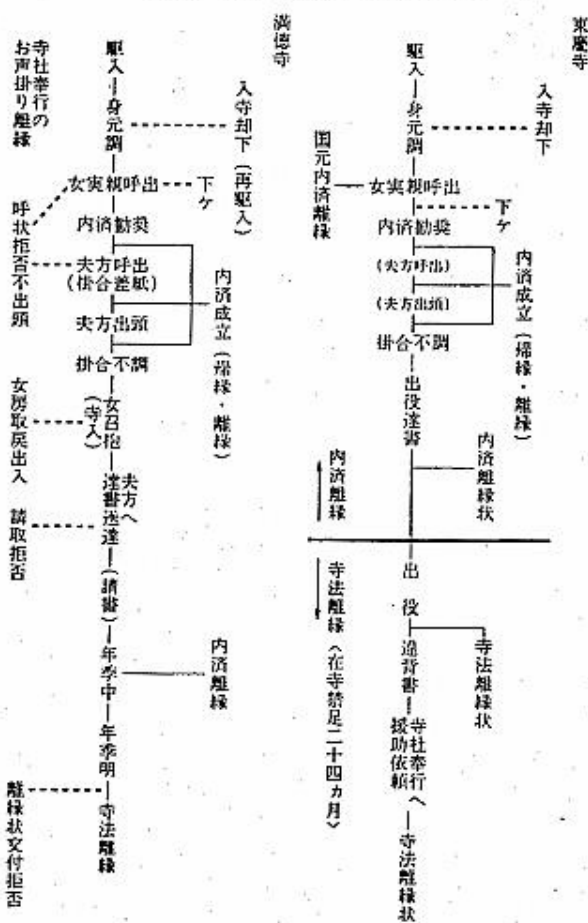 東慶寺
入寺却下
駆入―身元調
女実親呼出
下ケ
国元内済離縁
内済勧奨
(夫方呼出)
(夫方出頭)
内済成立(帰縁・離縁)
掛合不調
出役達書
内済離縁状
内済離縁
寺法離縁(在寺禁足二十四カ月)
出役
寺法離縁状
違背書
寺社奉行へ
援助依頼
寺法離縁状
満徳寺
入寺却下(再駆入)
駆入―身元調
寺社奉行の
お声掛り離縁
女実親呼出
下ケ
呼状拒否不出頭
内済勧奨
夫方呼出
(掛合差紙)
夫方出頭
内済成立(帰縁・離縁)
掛合不調
女召抱
(寺入)
女房取戻出入
夫方へ
達書送達
(請書)
請取拒否
年季中
内済離縁
年季明
寺法離縁
離縁状交付拒否